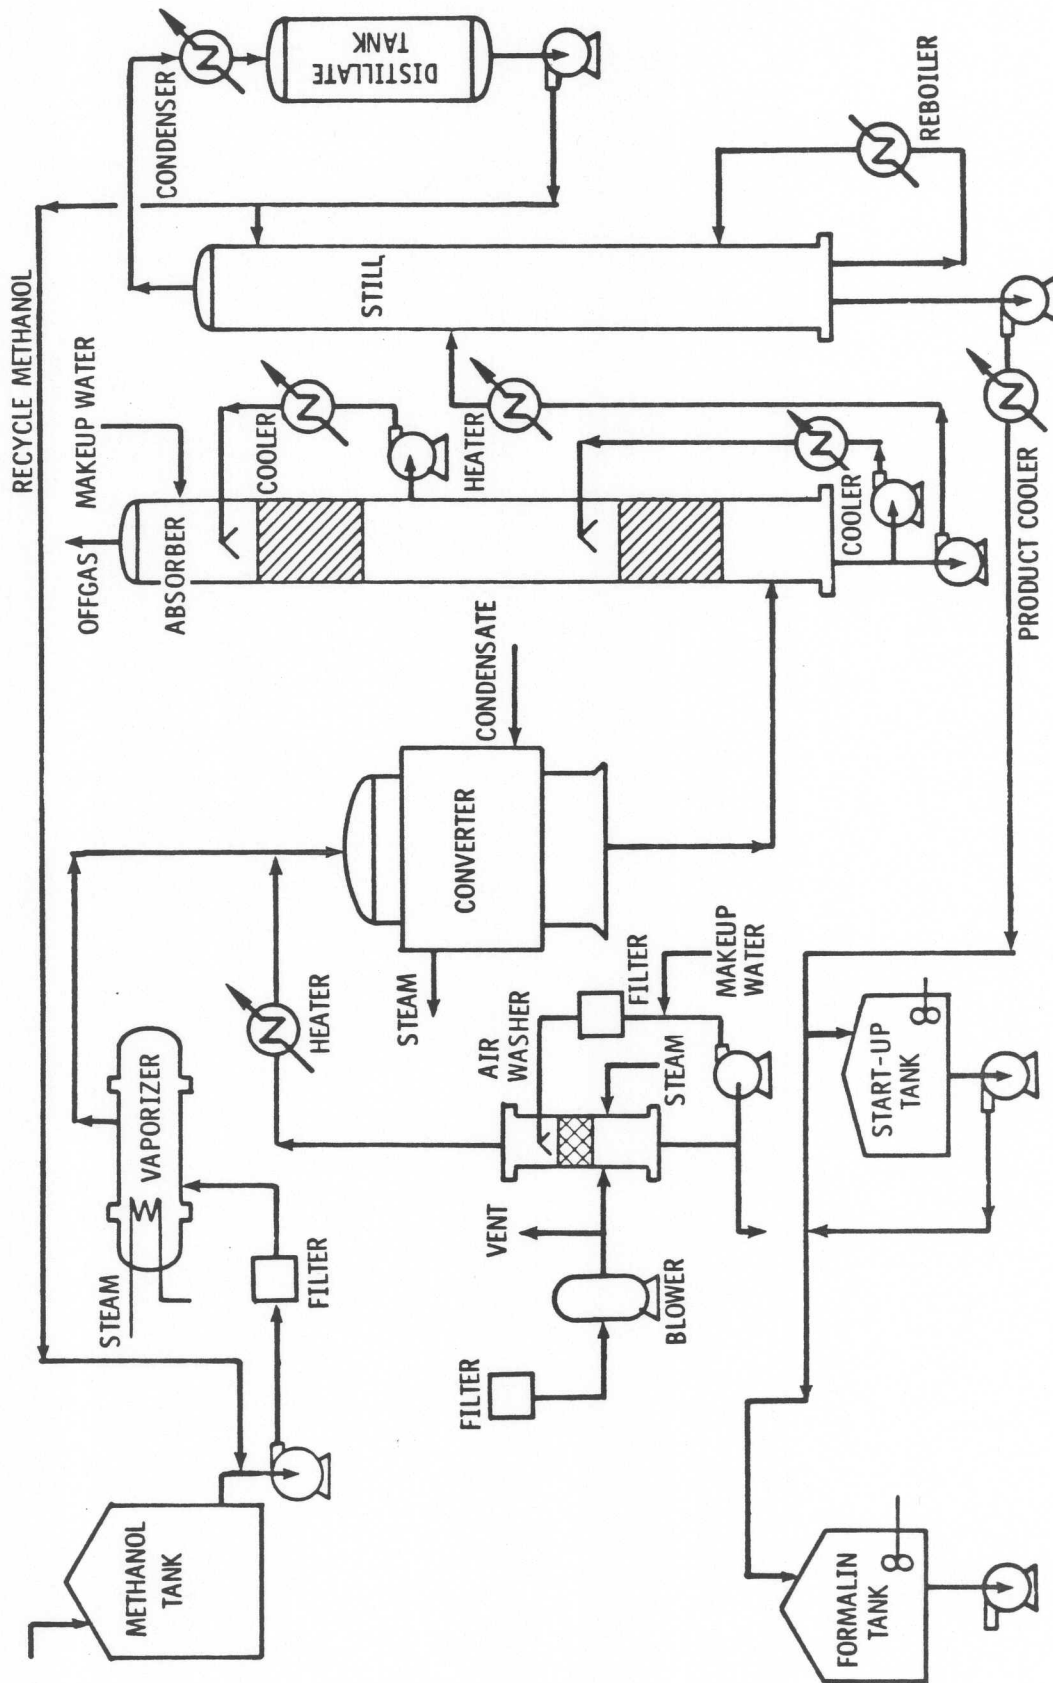 RECYCLE METHANOL
OFFGAS
MAKEUP WATER
ABSORBER
CONDENSER
DISTILLATE
TANK
STILL
COOLER
HEATER
COOLER
REBOILER
PRODUCT COOLER
STEAM
VAPORIZER
FILTER
HEATER
METHANOL
TANK
CONVERTER
STEAM
CONDENSATE
AIR
WASHER
FILTER
MAKEUP
WATER
STEAM
VENT
BLOWER
FILTER
START-UP
TANK
FORMALIN
TANK